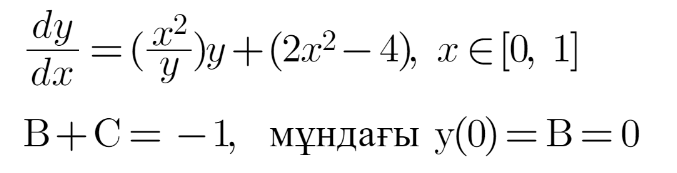 dy/dx = (x²/y)y + (2x² − 4), x ∈ [0, 1]
B + C = −1, мұндағы y(0) = B = 0